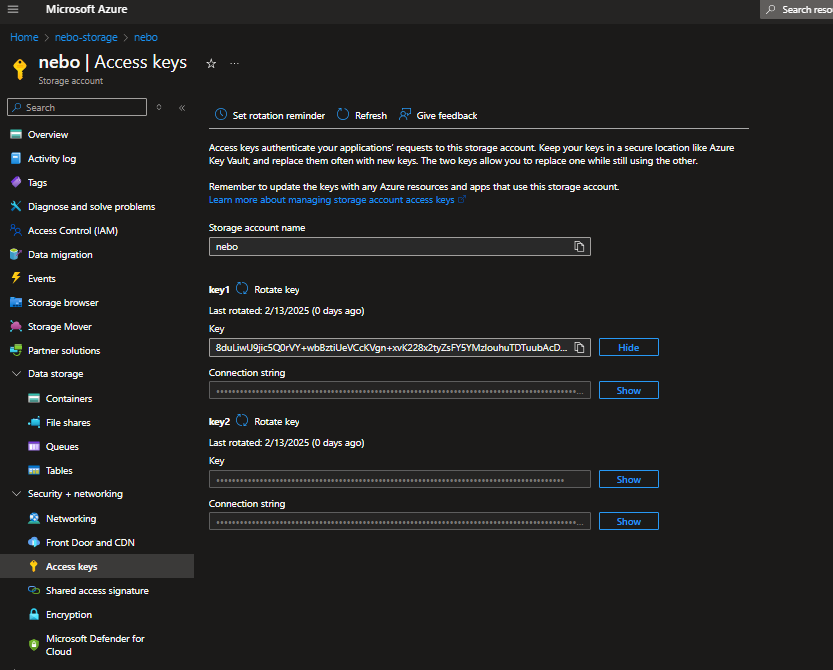 Microsoft Azure
Search reso
Home > nebo-storage > nebo
nebo | Access keys
Storage account
Search
Overview
Activity log
Tags
Diagnose and solve problems
Access Control (IAM)
Data migration
Events
Storage browser
Storage Mover
Partner solutions
Data storage
Containers
File shares
Queues
Tables
Security + networking
Networking
Front Door and CDN
Access keys
Shared access signature
Encryption
Microsoft Defender for
Cloud
Set rotation reminder Refresh Give feedback
Access keys authenticate your applications' requests to this storage account. Keep your keys in a secure location like Azure
Key Vault, and replace them often with new keys. The two keys allow you to replace one while still using the other.
Remember to update the keys with any Azure resources and apps that use this storage account.
Learn more about managing storage account access keys
Storage account name
nebo
key1 Rotate key
Last rotated: 2/13/2025 (0 days ago)
Key
Hide
Connection string
Show
key2 Rotate key
Last rotated: 2/13/2025 (0 days ago)
Key
Show
Connection string
Show